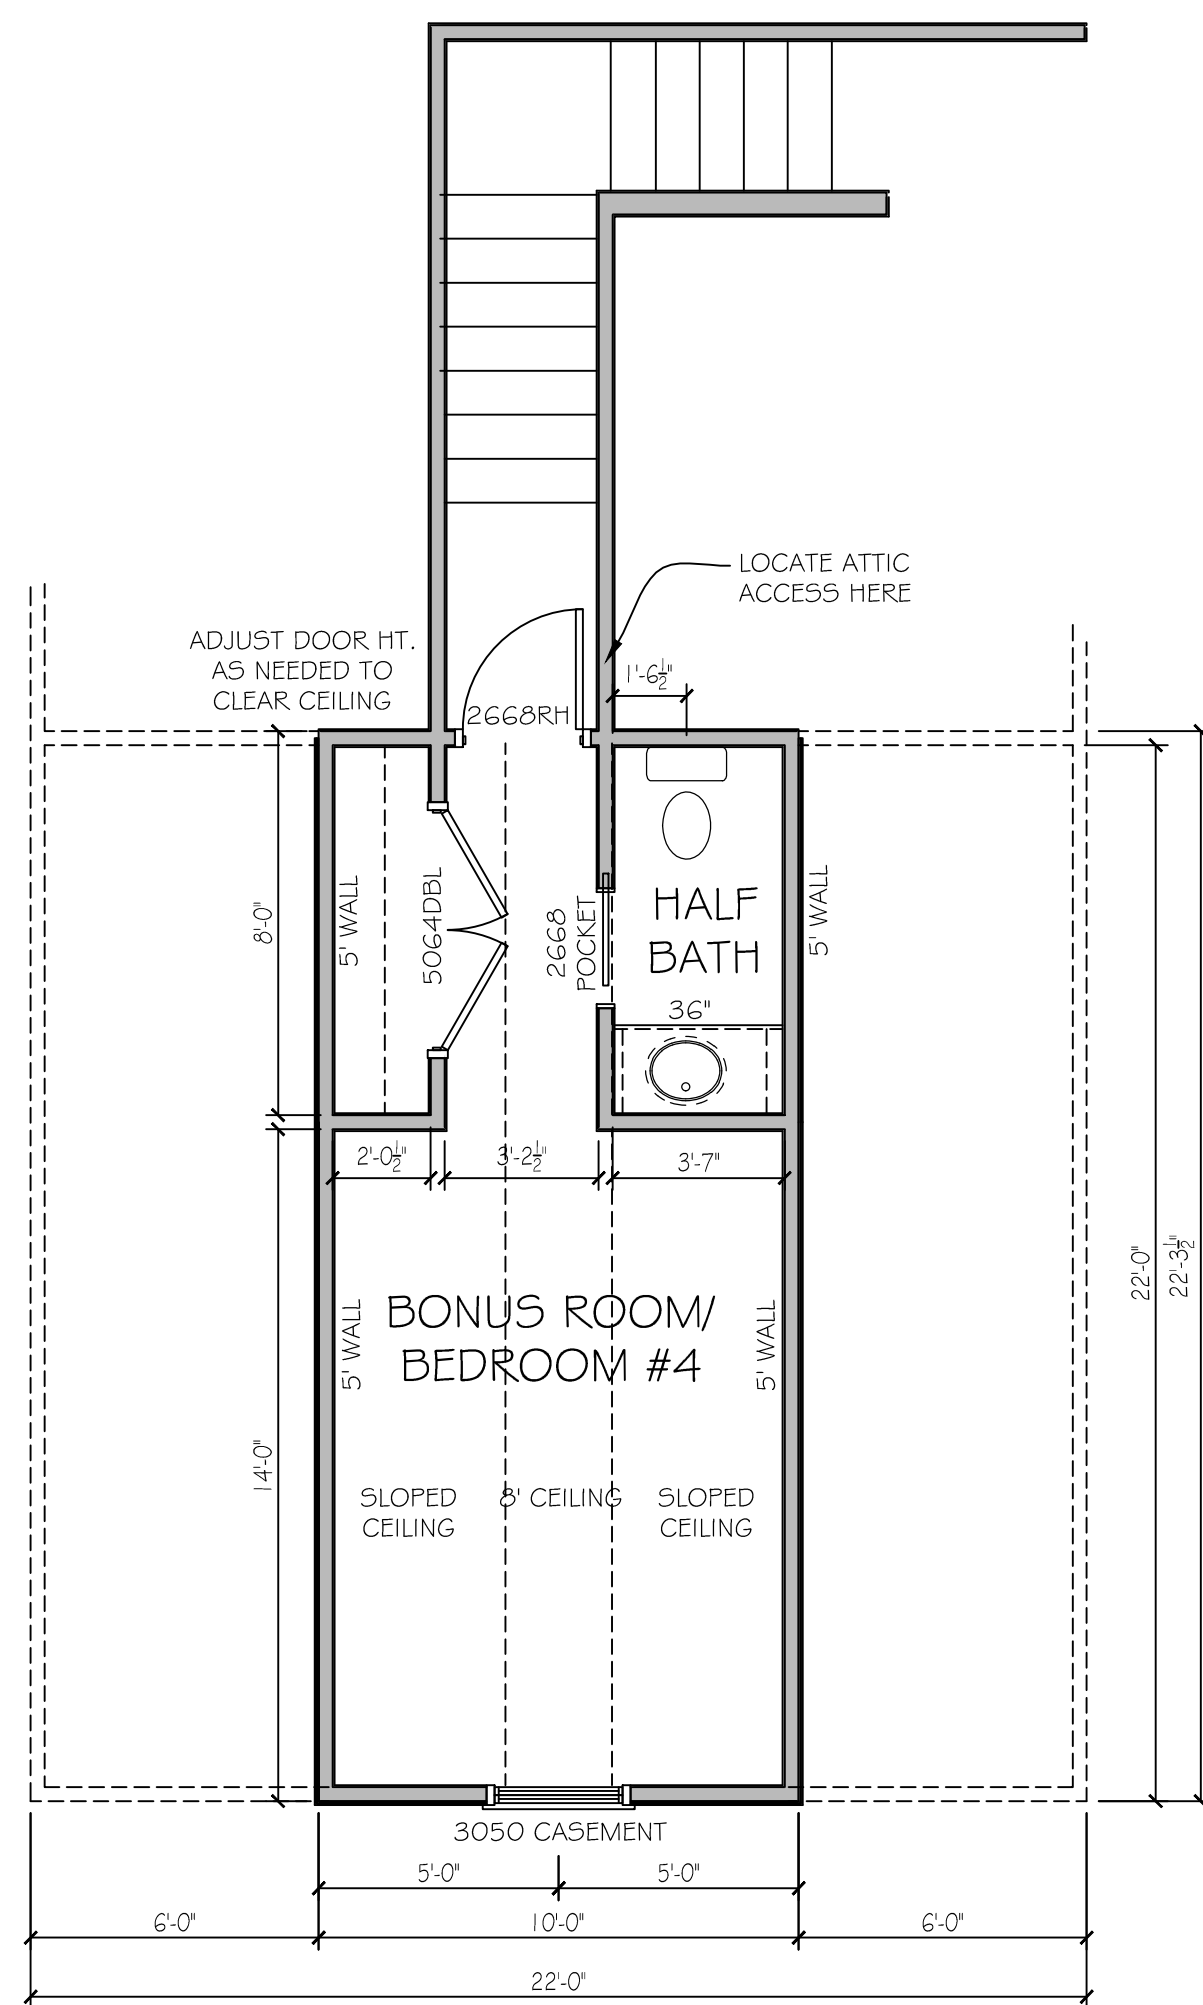 LOCATE ATTIC
ACCESS HERE
ADJUST DOOR HT.
AS NEEDED TO
CLEAR CEILING
1'-6½"
2668RH
8'-0"
5' WALL
5064DBL
2668
POCKET
HALF
BATH
36"
5' WALL
2'-0½"
3'-2½"
3'-7"
22'-0"
22'-3½"
BONUS ROOM/
BEDROOM #4
5' WALL
5' WALL
14'-0"
SLOPED
CEILING
8' CEILING
SLOPED
CEILING
3050 CASEMENT
5'-0"
5'-0"
6'-0"
10'-0"
6'-0"
22'-0"